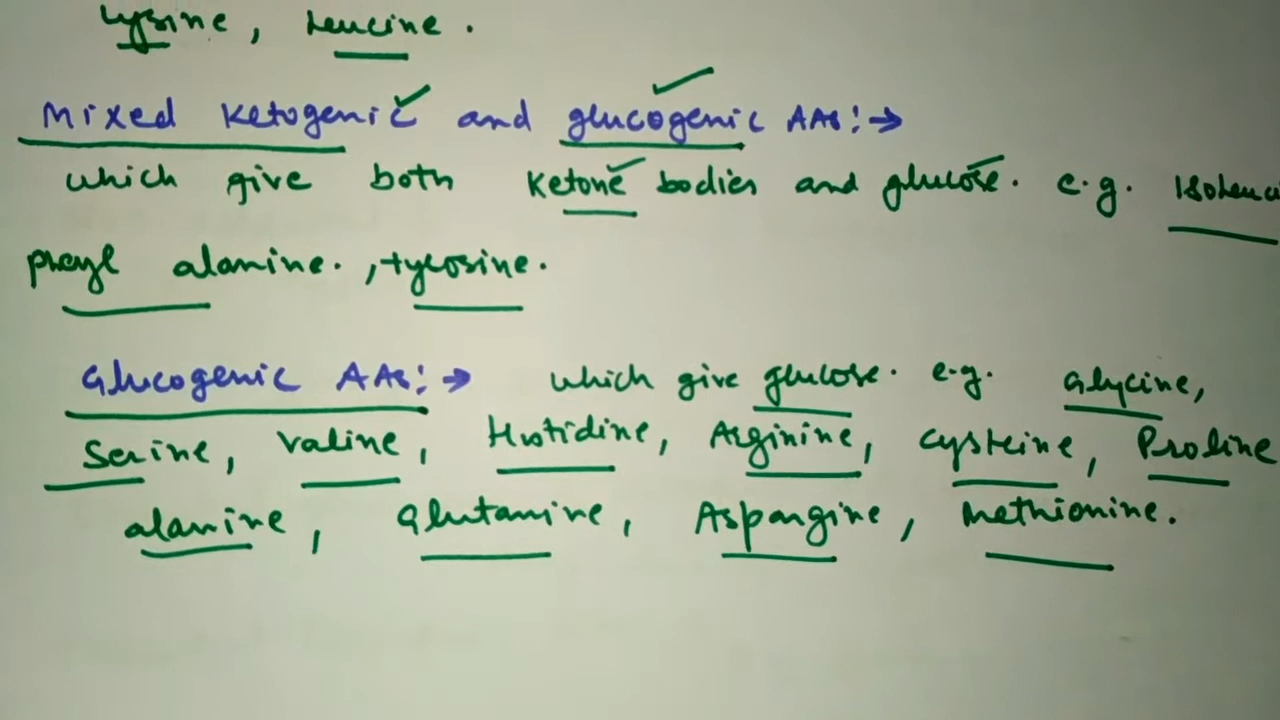 Lysine, Leucine.
Mixed Ketogenic and glucogenic AAs:→
which give both Ketone bodies and glucose. e.g. Isoleuci
phenyl alanine., tyrosine.
Glucogenic AAs:→ which give glucose. e.g. Glycine,
Serine, Valine, Histidine, Arginine, Cysteine, Proline
alanine, Glutamine, Aspargine, Methionine.